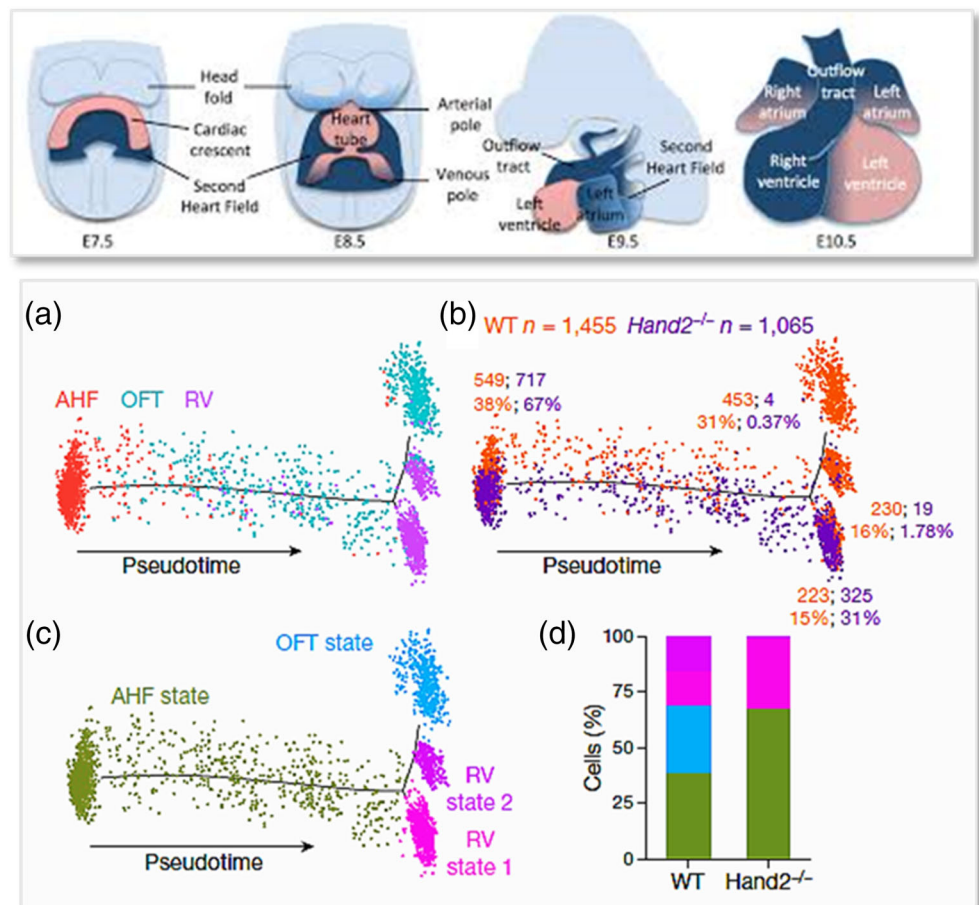 Head
fold
Cardiac
crescent
Second
Heart Field
E7.5
Heart
tube
Arterial
pole
Venous
pole
E8.5
Outflow
tract
Second
Heart Field
Left
ventricle
Left
atrium
E9.5
Outflow
tract
Right
atrium
Left
atrium
Right
ventricle
Left
ventricle
E10.5
(a)
AHF OFT RV
Pseudotime
(b)
WT n = 1,455 Hand2–/– n = 1,065
549; 717
38%; 67%
453; 4
31%; 0.37%
230; 19
16%; 1.78%
223; 325
15%; 31%
Pseudotime
(c)
OFT state
AHF state
RV
state 2
RV
state 1
Pseudotime
(d)
Cells (%)
100
75
50
25
0
WT Hand2–/–